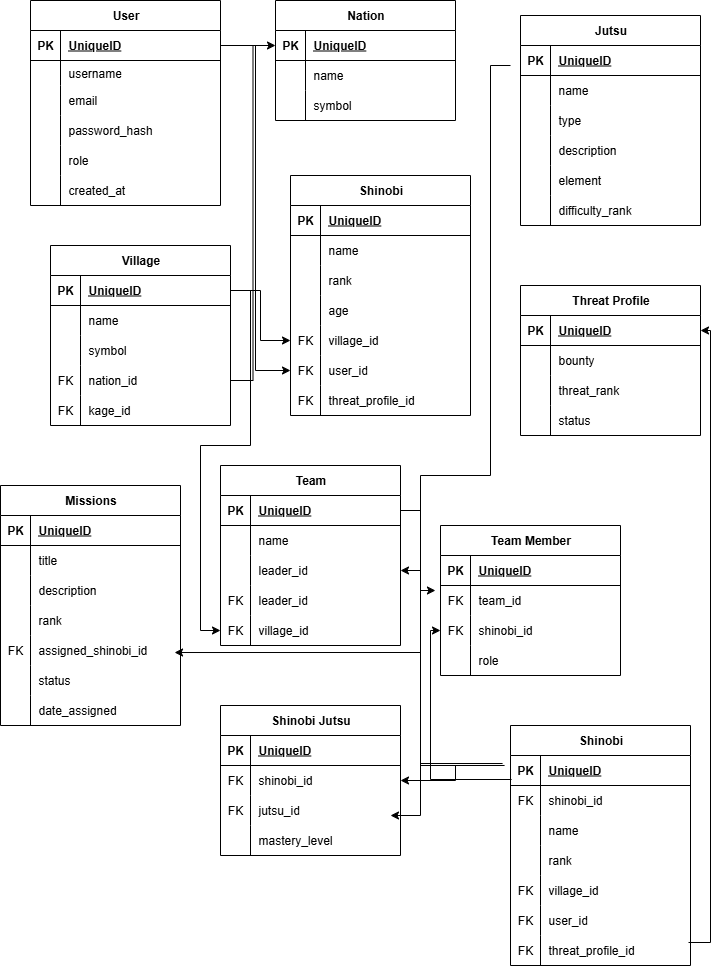 User
PK UniqueID
username
email
password_hash
role
created_at
Nation
PK UniqueID
name
symbol
Jutsu
PK UniqueID
name
type
description
element
difficulty_rank
Shinobi
PK UniqueID
name
rank
age
FK village_id
FK user_id
FK threat_profile_id
Village
PK UniqueID
name
symbol
FK nation_id
FK kage_id
Threat Profile
PK UniqueID
bounty
threat_rank
status
Team
PK UniqueID
name
leader_id
FK leader_id
FK village_id
Missions
PK UniqueID
title
description
rank
FK assigned_shinobi_id
status
date_assigned
Team Member
PK UniqueID
FK team_id
FK shinobi_id
role
Shinobi Jutsu
PK UniqueID
FK shinobi_id
FK jutsu_id
mastery_level
Shinobi
PK UniqueID
FK shinobi_id
name
rank
FK village_id
FK user_id
FK threat_profile_id